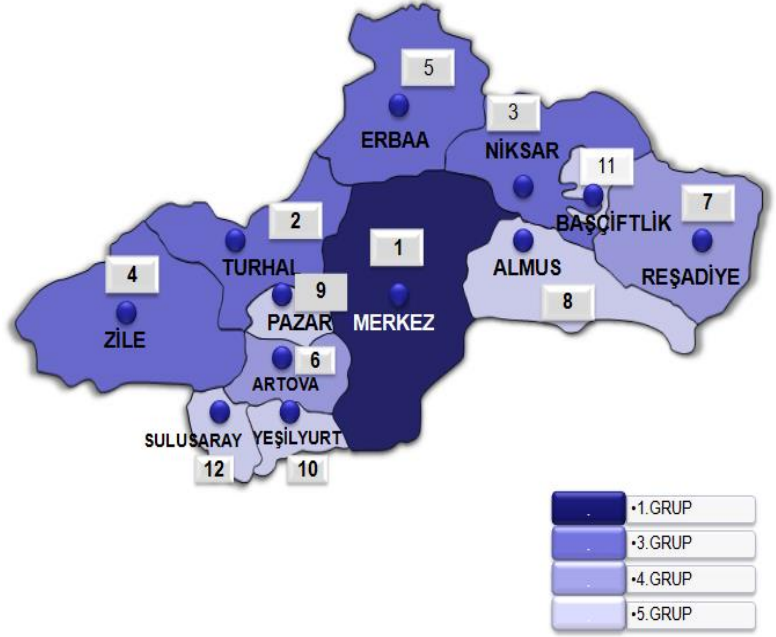 5
ERBAA
3
NİKSAR
11
BAŞÇİFTLİK
7
REŞADİYE
2
TURHAL
1
MERKEZ
ALMUS
8
4
ZİLE
9
PAZAR
6
ARTOVA
SULUSARAY
12
YEŞİLYURT
10
•1.GRUP
•3.GRUP
•4.GRUP
•5.GRUP